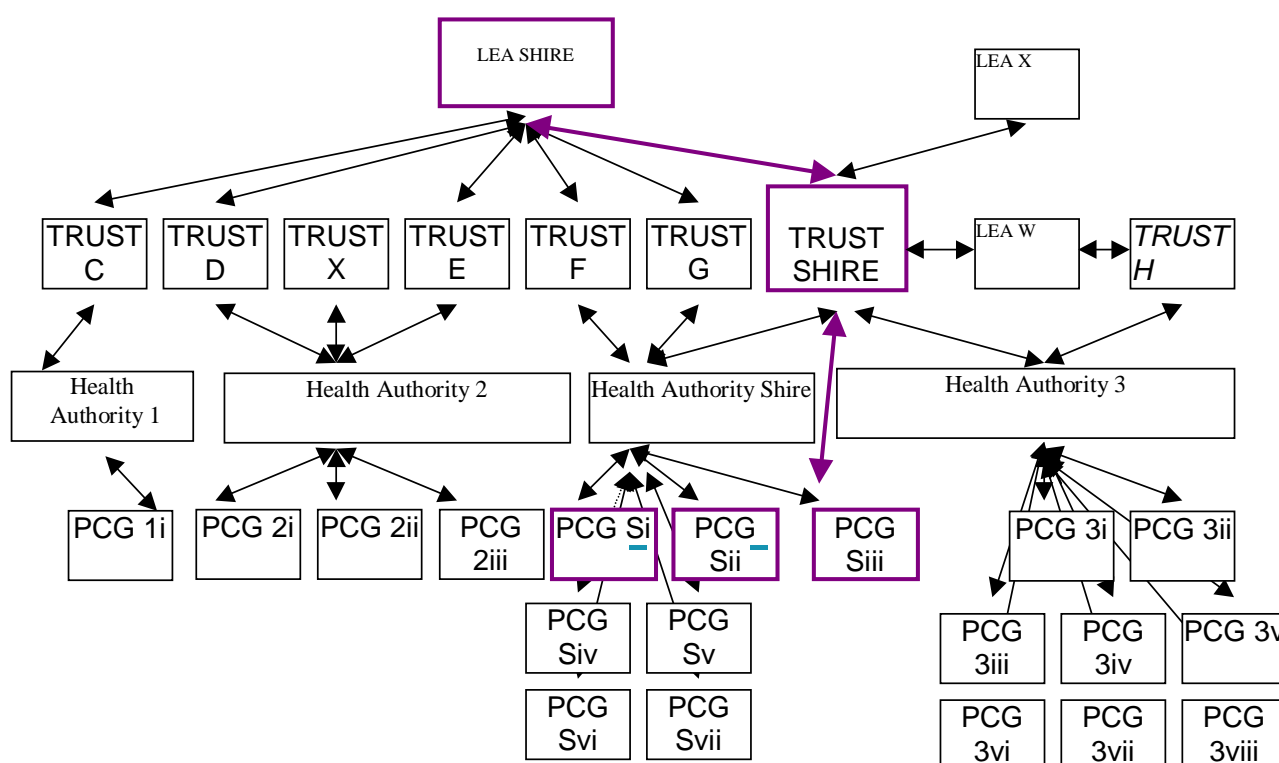 LEA SHIRE
LEA X
TRUST
C
TRUST
D
TRUST
X
TRUST
E
TRUST
F
TRUST
G
TRUST
SHIRE
LEA W
TRUST
H
Health
Authority 1
Health Authority 2
Health Authority Shire
Health Authority 3
PCG 1i
PCG 2i
PCG 2ii
PCG
2iii
PCG Si
PCG
Sii
PCG
Siii
PCG 3i
PCG 3ii
PCG
Siv
PCG
Sv
PCG
3iii
PCG
3iv
PCG 3v
PCG
Svi
PCG
Svii
PCG
3vi
PCG
3vii
PCG
3viii